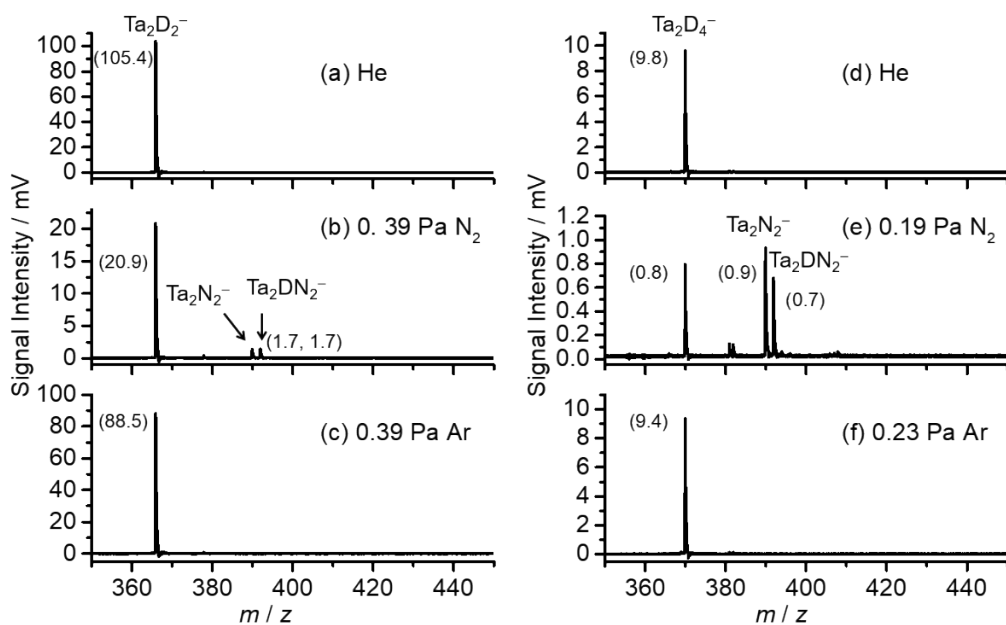 Ta₂D₂⁻
(105.4)
(a) He
100
80
60
40
20
0
(b) 0. 39 Pa N₂
20
15
10
5
0
(20.9)
Ta₂N₂⁻
Ta₂DN₂⁻
(1.7, 1.7)
(c) 0.39 Pa Ar
100
80
60
40
20
0
(88.5)
Signal Intensity / mV
360 380 400 420 440
m / z
Ta₂D₄⁻
(9.8)
(d) He
10
8
6
4
2
0
Ta₂N₂⁻
(e) 0.19 Pa N₂
1.2
1.0
0.8
0.6
0.4
0.2
0.0
Ta₂DN₂⁻
(0.8)
(0.9)
(0.7)
(f) 0.23 Pa Ar
10
8
6
4
2
0
(9.4)
Signal Intensity / mV
360 380 400 420 440
m / z